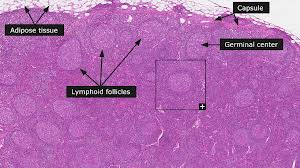 Capsule
Adipose tissue
Germinal center
Lymphoid follicles
+